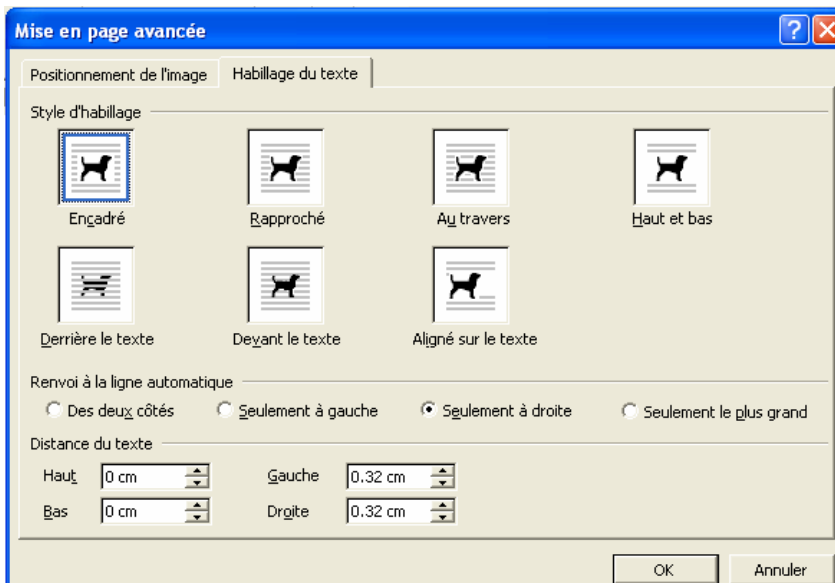 Mise en page avancée
Positionnement de l'image Habillage du texte
Style d'habillage
Encadré Rapproché Au travers Haut et bas
Derrière le texte Devant le texte Aligné sur le texte
Renvoi à la ligne automatique
Des deux côtés Seulement à gauche Seulement à droite Seulement le plus grand
Distance du texte
Haut 0 cm Gauche 0.32 cm
Bas 0 cm Droite 0.32 cm
OK Annuler